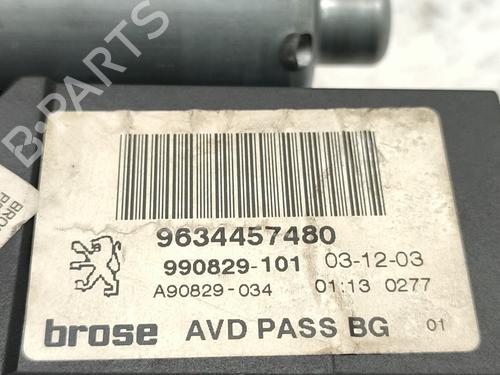 B-PARTS
9634457480
990829-101 03-12-03
A90829-034 01:13 0277
brose AVD PASS BG 01